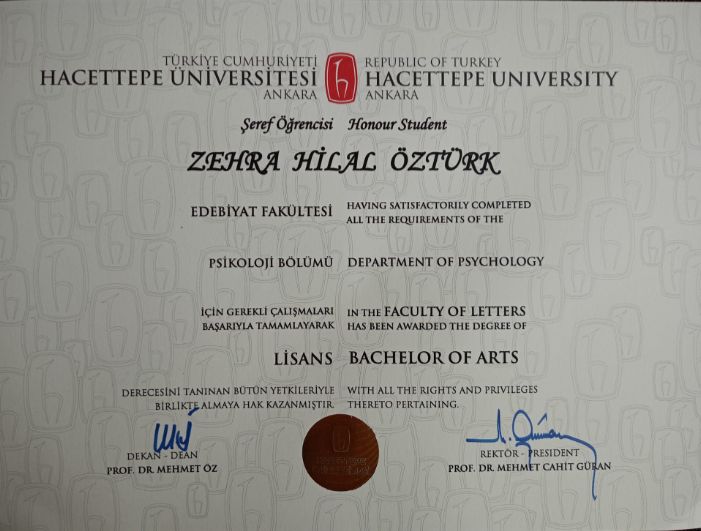 TÜRKİYE CUMHURİYETİ
HACETTEPE ÜNİVERSİTESİ
ANKARA
REPUBLIC OF TURKEY
HACETTEPE UNIVERSITY
ANKARA
Şeref Öğrencisi Honour Student
ZEHRA HİLAL ÖZTÜRK
EDEBİYAT FAKÜLTESİ
HAVING SATISFACTORILY COMPLETED
ALL THE REQUIREMENTS OF THE
PSİKOLOJİ BÖLÜMÜ
DEPARTMENT OF PSYCHOLOGY
İÇİN GEREKLİ ÇALIŞMALARI
BAŞARIYLA TAMAMLAYARAK
IN THE FACULTY OF LETTERS
HAS BEEN AWARDED THE DEGREE OF
LİSANS
BACHELOR OF ARTS
DERECESİNİ TANINAN BÜTÜN YETKİLERİYLE
BİRLİKTE ALMAYA HAK KAZANMIŞTIR.
WITH ALL THE RIGHTS AND PRIVILEGES
THERETO PERTAINING.
DEKAN - DEAN
PROF. DR. MEHMET ÖZ
REKTÖR - PRESIDENT
PROF. DR. MEHMET CAHİT GÜRAN